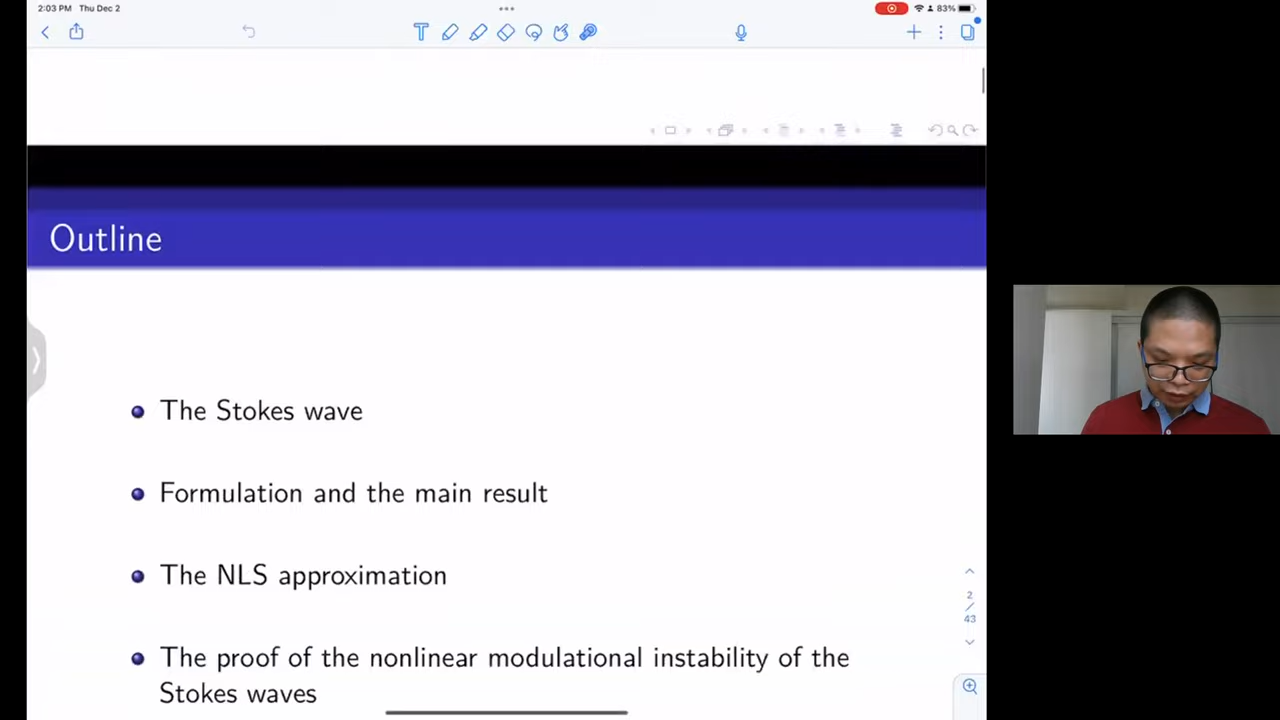 2:03 PM Thu Dec 2
83%
Outline
The Stokes wave
Formulation and the main result
The NLS approximation
2
/
43
The proof of the nonlinear modulational instability of the
Stokes waves